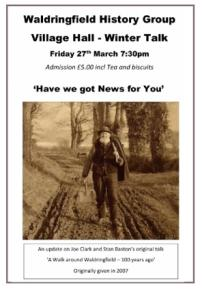 Waldringfield History Group
Village Hall - Winter Talk
Friday 27th March 7:30pm
Admission £5.00 incl Tea and biscuits
‘Have we got News for You’
An update on Joe Clark and Stan Baston's original talk
‘A Walk around Waldringfield – 100 years ago’
Originally given in 2007